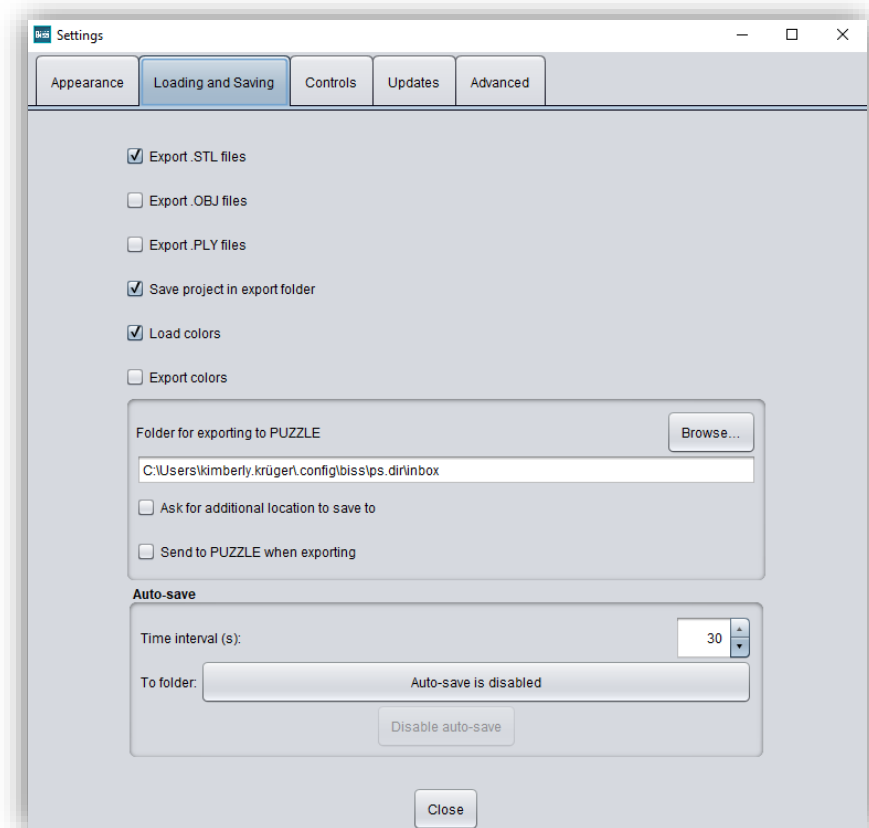 Biss Settings
Appearance Loading and Saving Controls Updates Advanced
Export .STL files
Export .OBJ files
Export .PLY files
Save project in export folder
Load colors
Export colors
Folder for exporting to PUZZLE Browse...
C:\Users\kimberly.krüger\.config\biss\ps.dir\inbox
Ask for additional location to save to
Send to PUZZLE when exporting
Auto-save
Time interval (s): 30
To folder: Auto-save is disabled
Disable auto-save
Close